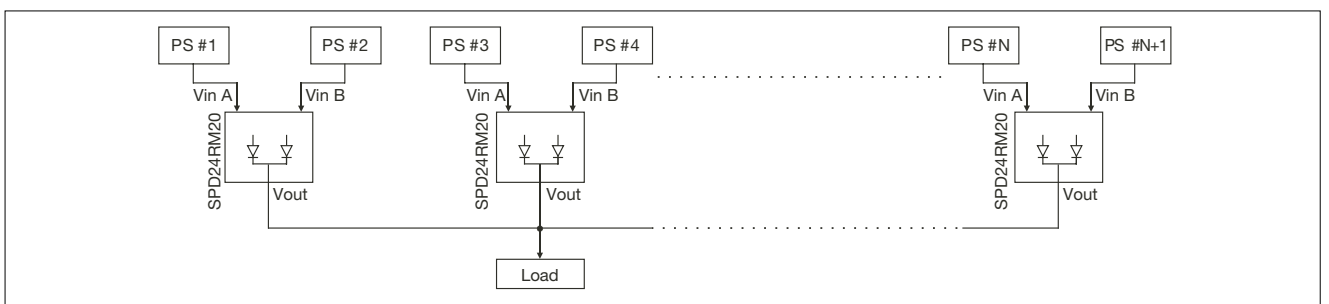 PS #1
PS #2
PS #3
PS #4
PS #N
PS #N+1
Vin A
Vin B
Vin A
Vin B
Vin A
Vin B
SPD24RM20
SPD24RM20
SPD24RM20
Vout
Vout
Vout
Load